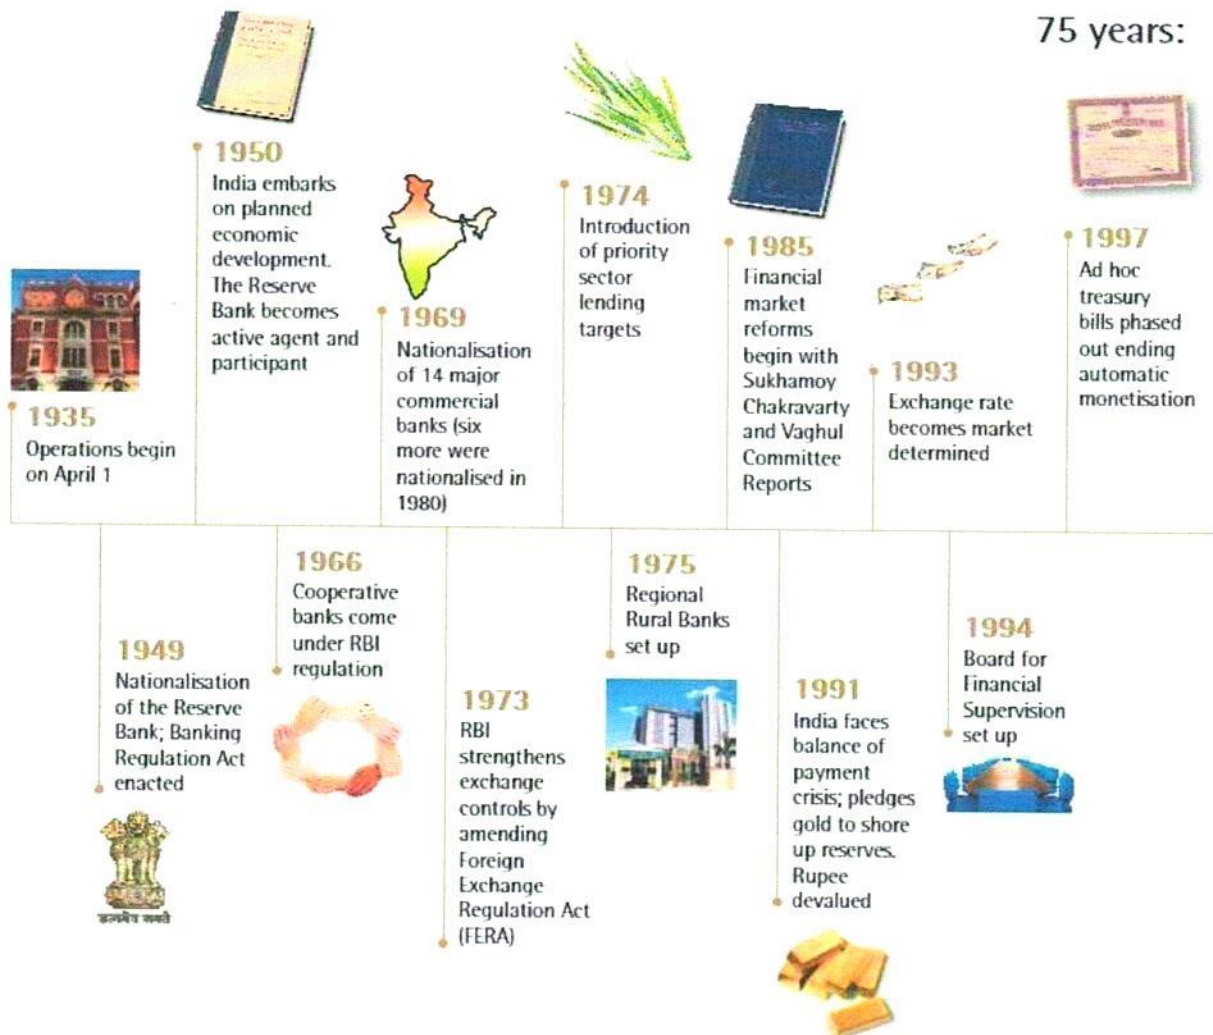 75 years:
1950
India embarks
on planned
economic
development.
The Reserve
Bank becomes
active agent and
participant
1974
Introduction
of priority
sector
lending
targets
1985
Financial
market
reforms
begin with
Sukhamoy
Chakravarty
and Vaghul
Committee
Reports
1997
Ad hoc
treasury
bills phased
out ending
automatic
monetisation
1969
Nationalisation
of 14 major
commercial
banks (six
more were
nationalised in
1980)
1993
Exchange rate
becomes market
determined
1935
Operations begin
on April 1
1949
Nationalisation
of the Reserve
Bank; Banking
Regulation Act
enacted
1966
Cooperative
banks come
under RBI
regulation
1973
RBI
strengthens
exchange
controls by
amending
Foreign
Exchange
Regulation Act
(FERA)
1975
Regional
Rural Banks
set up
1991
India faces
balance of
payment
crisis; pledges
gold to shore
up reserves.
Rupee
devalued
1994
Board for
Financial
Supervision
set up